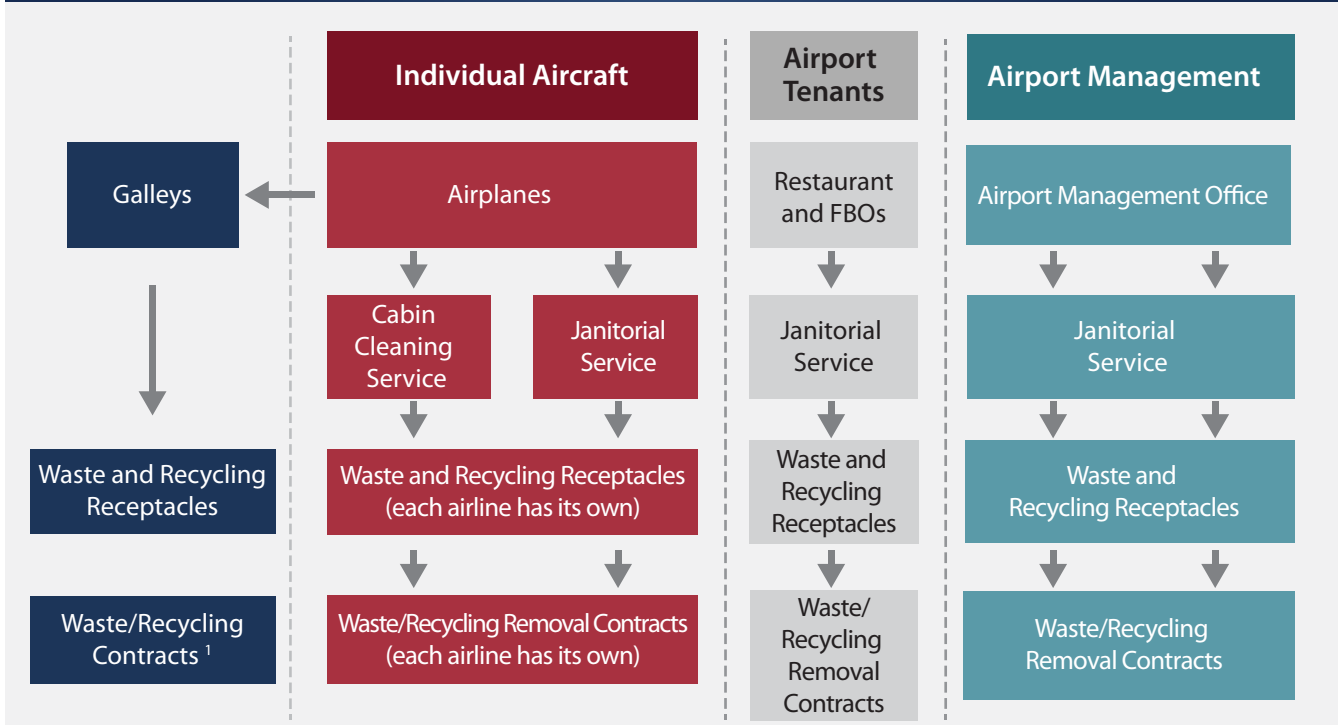 Individual Aircraft
Airport
Tenants
Airport Management
Galleys
Airplanes
Restaurant
and FBOs
Airport Management Office
Cabin
Cleaning
Service
Janitorial
Service
Janitorial
Service
Janitorial
Service
Waste and Recycling
Receptacles
Waste and Recycling Receptacles
(each airline has its own)
Waste and
Recycling
Receptacles
Waste and
Recycling Receptacles
Waste/Recycling
Contracts 1
Waste/Recycling Removal Contracts
(each airline has its own)
Waste/
Recycling
Removal
Contracts
Waste/Recycling
Removal Contracts